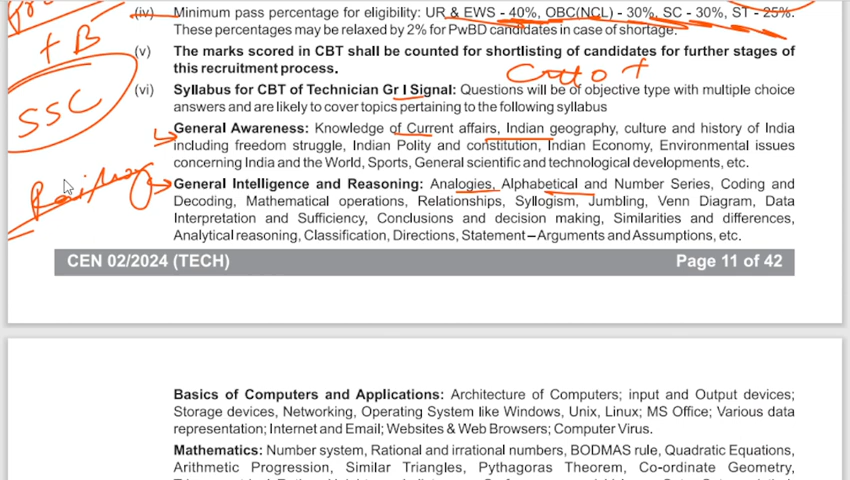 (iv) Minimum pass percentage for eligibility: UR & EWS - 40%, OBC(NCL) - 30%, SC - 30%, ST - 25%.
These percentages may be relaxed by 2% for PwBD candidates in case of shortage.
+ B
(v) The marks scored in CBT shall be counted for shortlisting of candidates for further stages of
this recruitment process.
(vi) Syllabus for CBT of Technician Gr I Signal: Questions will be of objective type with multiple choice
answers and are likely to cover topics pertaining to the following syllabus
SSC
General Awareness: Knowledge of Current affairs, Indian geography, culture and history of India
including freedom struggle, Indian Polity and constitution, Indian Economy, Environmental issues
concerning India and the World, Sports, General scientific and technological developments, etc.
Railway
General Intelligence and Reasoning: Analogies, Alphabetical and Number Series, Coding and
Decoding, Mathematical operations, Relationships, Syllogism, Jumbling, Venn Diagram, Data
Interpretation and Sufficiency, Conclusions and decision making, Similarities and differences,
Analytical reasoning, Classification, Directions, Statement – Arguments and Assumptions, etc.
CEN 02/2024 (TECH) Page 11 of 42
Basics of Computers and Applications: Architecture of Computers; input and Output devices;
Storage devices, Networking, Operating System like Windows, Unix, Linux; MS Office; Various data
representation; Internet and Email; Websites & Web Browsers; Computer Virus.
Mathematics: Number system, Rational and irrational numbers, BODMAS rule, Quadratic Equations,
Arithmetic Progression, Similar Triangles, Pythagoras Theorem, Co-ordinate Geometry,